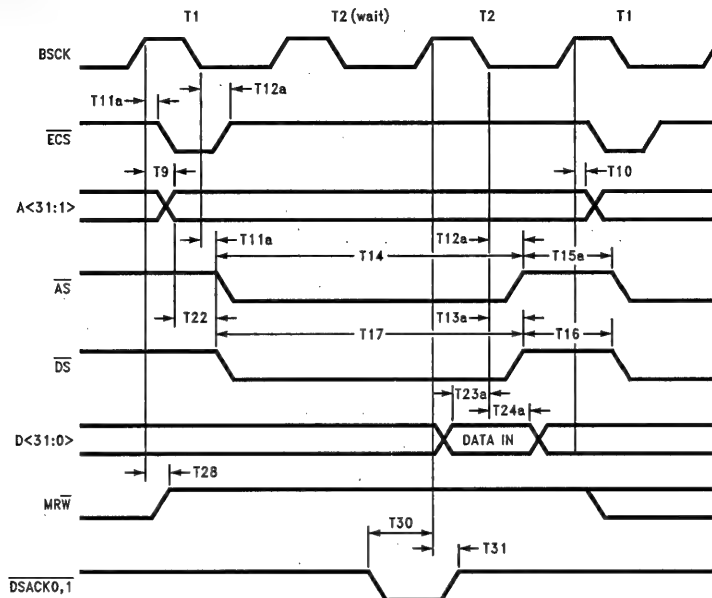 T1 T2 (wait) T2 T1
BSCK
T11a T12a
ECS
T9 T10
A<31:1>
T11a T14 T12a T15a
AS
T22 T17 T13a T16
DS
T23a T24a
D<31:0> DATA IN
T28
MRW
T30 T31
DSACK0,1